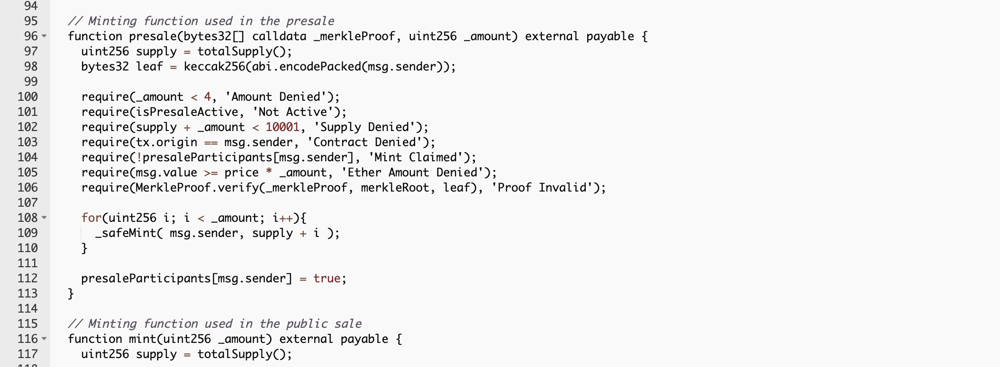 94
95 // Minting function used in the presale
96 function presale(bytes32[] calldata _merkleProof, uint256 _amount) external payable {
97 uint256 supply = totalSupply();
98 bytes32 leaf = keccak256(abi.encodePacked(msg.sender));
99
100 require(_amount < 4, 'Amount Denied');
101 require(isPresaleActive, 'Not Active');
102 require(supply + _amount < 10001, 'Supply Denied');
103 require(tx.origin == msg.sender, 'Contract Denied');
104 require(!presaleParticipants[msg.sender], 'Mint Claimed');
105 require(msg.value >= price * _amount, 'Ether Amount Denied');
106 require(MerkleProof.verify(_merkleProof, merkleRoot, leaf), 'Proof Invalid');
107
108 for(uint256 i; i < _amount; i++){
109 _safeMint( msg.sender, supply + i );
110 }
111
112 presaleParticipants[msg.sender] = true;
113 }
114
115 // Minting function used in the public sale
116 function mint(uint256 _amount) external payable {
117 uint256 supply = totalSupply();
118